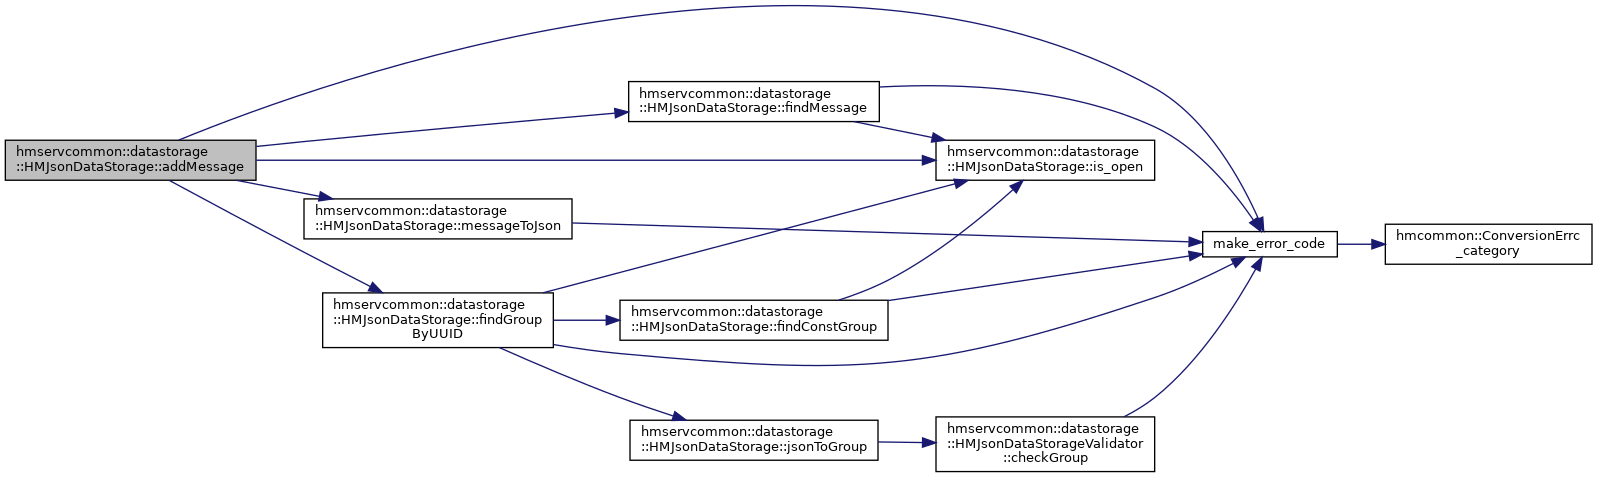 hmservcommon::datastorage
::HMJsonDataStorage::addMessage
hmservcommon::datastorage
::HMJsonDataStorage::findMessage
hmservcommon::datastorage
::HMJsonDataStorage::is_open
hmservcommon::datastorage
::HMJsonDataStorage::messageToJson
make_error_code
hmcommon::ConversionErrc
_category
hmservcommon::datastorage
::HMJsonDataStorage::findGroup
ByUUID
hmservcommon::datastorage
::HMJsonDataStorage::findConstGroup
hmservcommon::datastorage
::HMJsonDataStorage::jsonToGroup
hmservcommon::datastorage
::HMJsonDataStorageValidator
::checkGroup